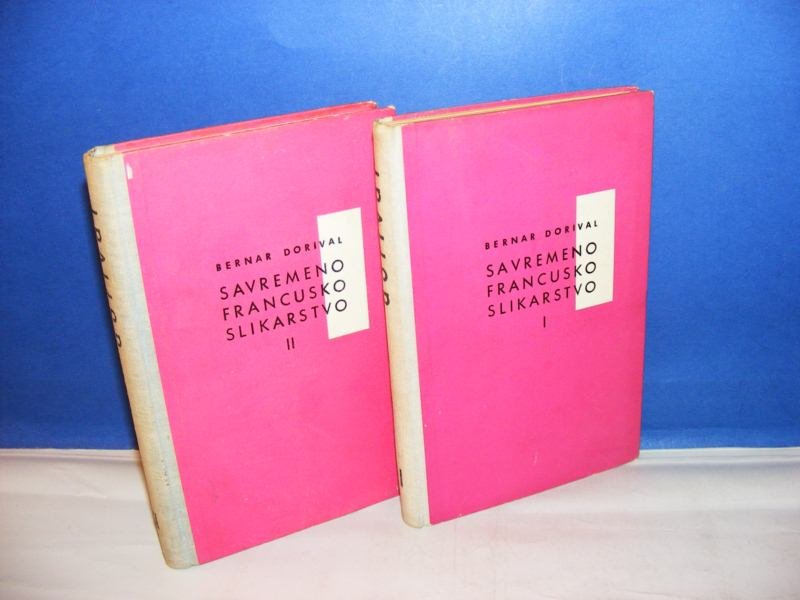 BERNAR DORIVAL
SAVREMENO
FRANCUSKO
SLIKARSTVO
II
BERNAR DORIVAL
SAVREMENO
FRANCUSKO
SLIKARSTVO
I